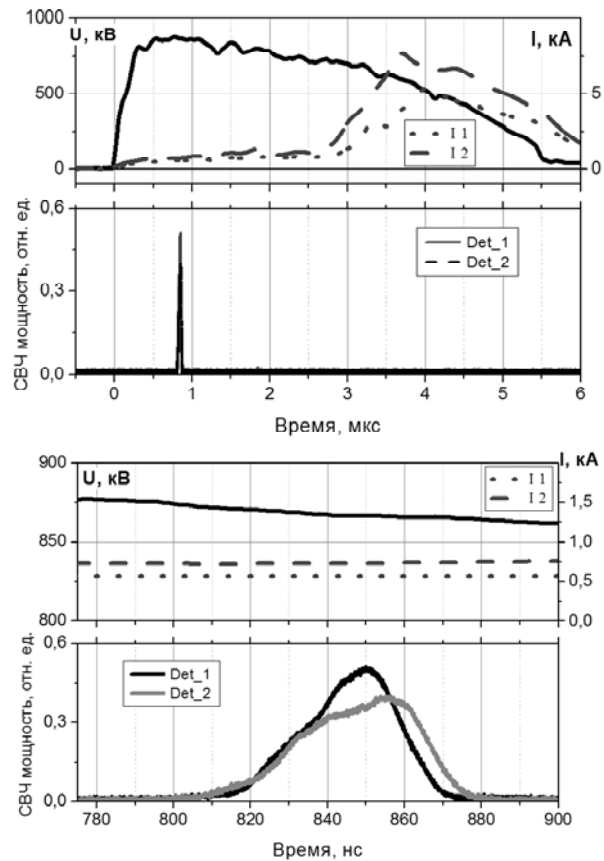 1000
U, кВ
I, кА
500
5
0
0
I 1
I 2
0,6
0,3
0,0
СВЧ мощность, отн. ед.
Det_1
Det_2
0
1
2
3
4
5
6
Время, мкс
900
U, кВ
I, кА
850
800
1,5
1,0
0,5
0,0
I 1
I 2
0,6
0,3
0,0
СВЧ мощность, отн. ед.
Det_1
Det_2
780
800
820
840
860
880
900
Время, нс